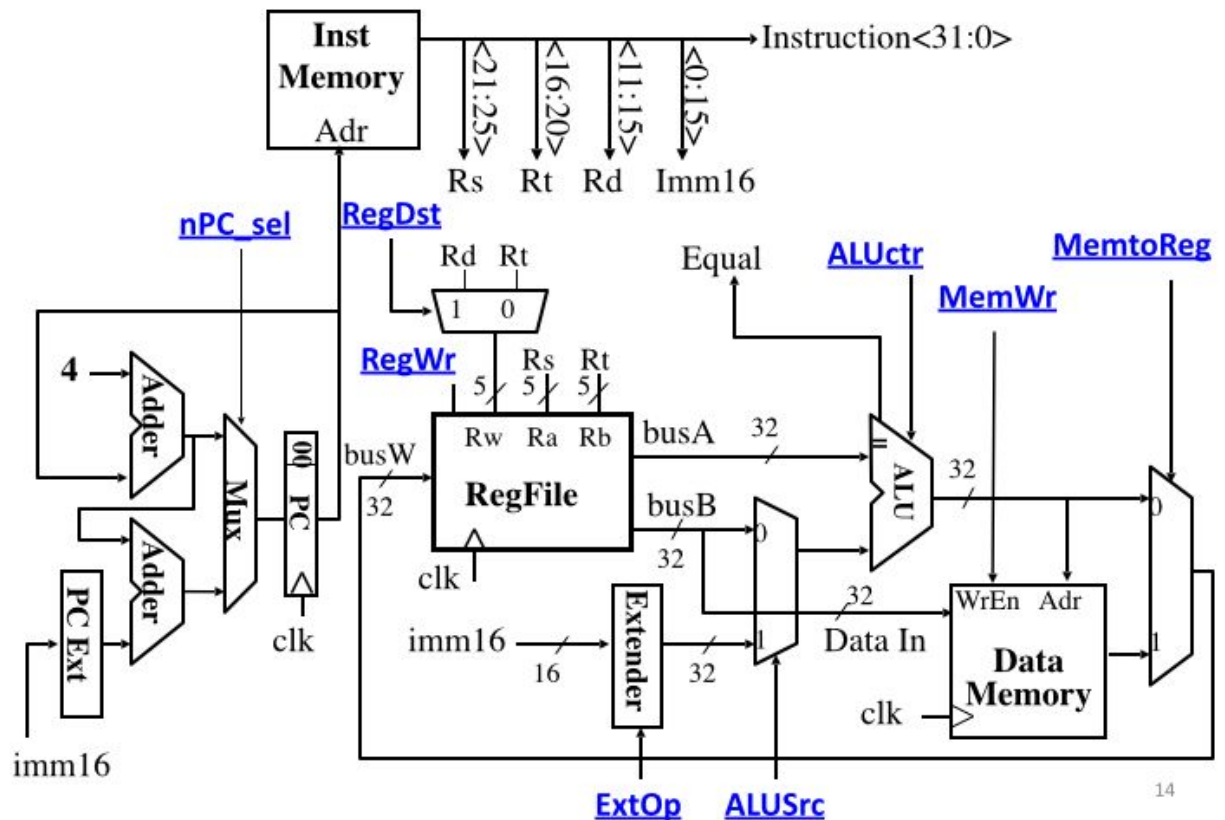 Inst
Memory
Adr
Instruction<31:0>
<21:25>
<16:20>
<11:15>
<0:15>
Rs
Rt
Rd
Imm16
nPC_sel
RegDst
Rd
Rt
1
0
Equal
ALUctr
MemWr
MemtoReg
4
Adder
Mux
00
PC
clk
Adder
PC Ext
imm16
RegWr
5
Rs
5
Rt
5
Rw
Ra
Rb
RegFile
busW
32
clk
busA
32
busB
32
imm16
16
Extender
32
0
1
ExtOp
ALUSrc
=
ALU
32
32
Data In
WrEn
Adr
Data
Memory
clk
0
1
14